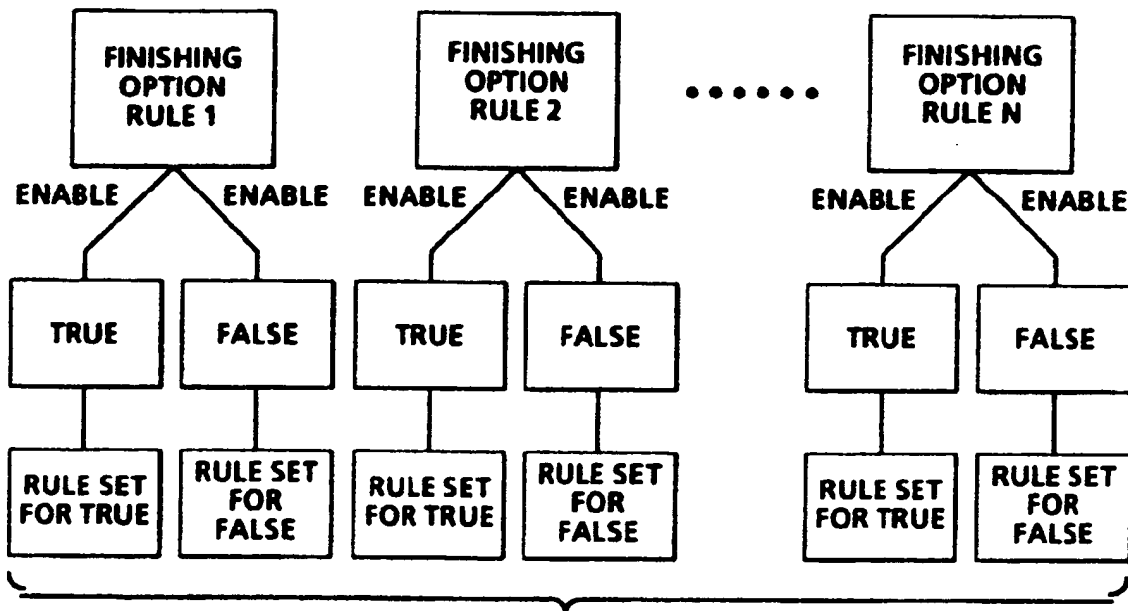 FINISHING
OPTION
RULE 1
FINISHING
OPTION
RULE 2
FINISHING
OPTION
RULE N
ENABLE
ENABLE
ENABLE
ENABLE
ENABLE
ENABLE
TRUE
FALSE
TRUE
FALSE
TRUE
FALSE
RULE SET
FOR TRUE
RULE SET
FOR
FALSE
RULE SET
FOR TRUE
RULE SET
FOR
FALSE
RULE SET
FOR TRUE
RULE SET
FOR
FALSE